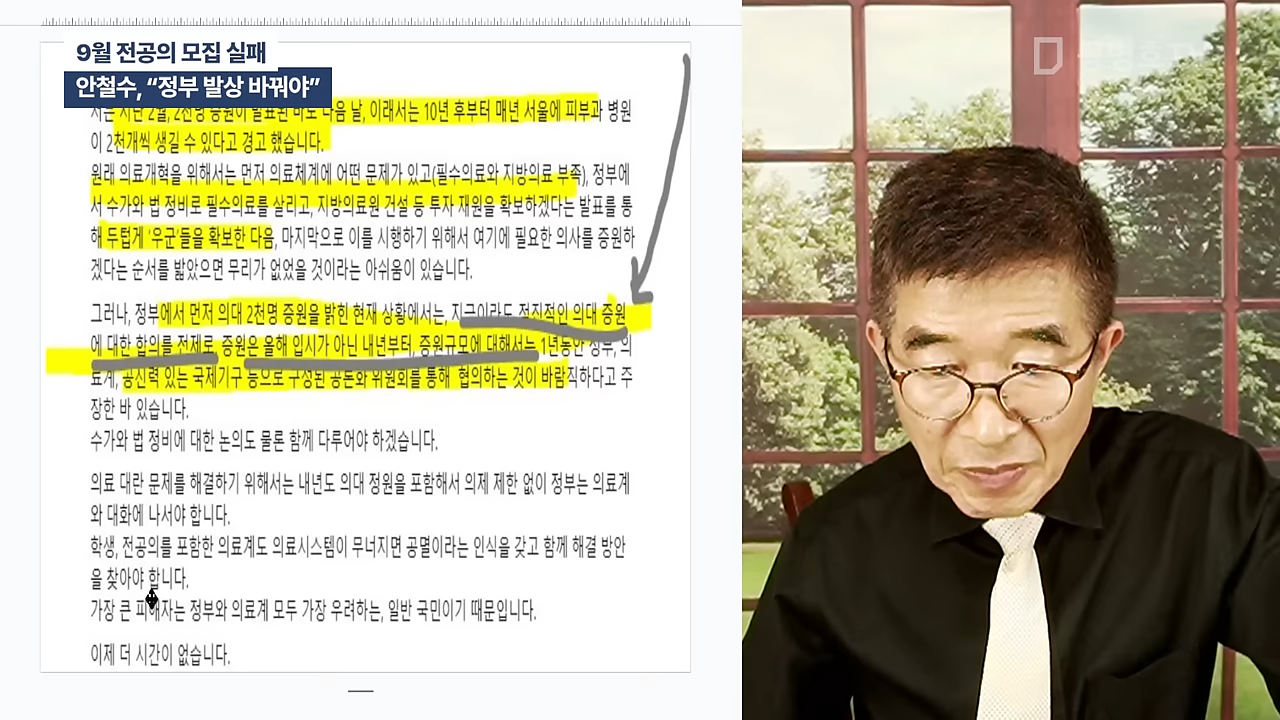 9월 전공의 모집 실패
안철수, “정부 발상 바꿔야”
저는 지난 2월, 2천명 증원이 발표된 바로 다음 날, 이래서는 10년 후부터 매년 서울에 피부과 병원
이 2천개씩 생길 수 있다고 경고 했습니다.
원래 의료개혁을 위해서는 먼저 의료체계에 어떤 문제가 있고(필수의료와 지방의료 부족), 정부에
서 수가와 법 정비로 필수의료를 살리고, 지방의료원 건설 등 투자 재원을 확보하겠다는 발표를 통
해 두텁게 ‘우군’들을 확보한 다음, 마지막으로 이를 시행하기 위해서 여기에 필요한 의사를 증원하
겠다는 순서를 밟았으면 무리가 없었을 것이라는 아쉬움이 있습니다.
그러나, 정부에서 먼저 의대 2천명 증원을 밝힌 현재 상황에서는, 지금이라도 점진적인 의대 증원
에 대한 합의를 전제로 증원은 올해 입시가 아닌 내년부터, 증원규모에 대해서는 1년동안 정부, 의
료계, 공신력 있는 국제기구 등으로 구성된 공론화 위원회를 통해 협의하는 것이 바람직하다고 주
장한 바 있습니다.
수가와 법 정비에 대한 논의도 물론 함께 다루어야 하겠습니다.
의료 대란 문제를 해결하기 위해서는 내년도 의대 정원을 포함해서 의제 제한 없이 정부는 의료계
와 대화에 나서야 합니다.
학생, 전공의를 포함한 의료계도 의료시스템이 무너지면 공멸이라는 인식을 갖고 함께 해결 방안
을 찾아야 합니다.
가장 큰 피해자는 정부와 의료계 모두 가장 우려하는, 일반 국민이기 때문입니다.
이제 더 시간이 없습니다.